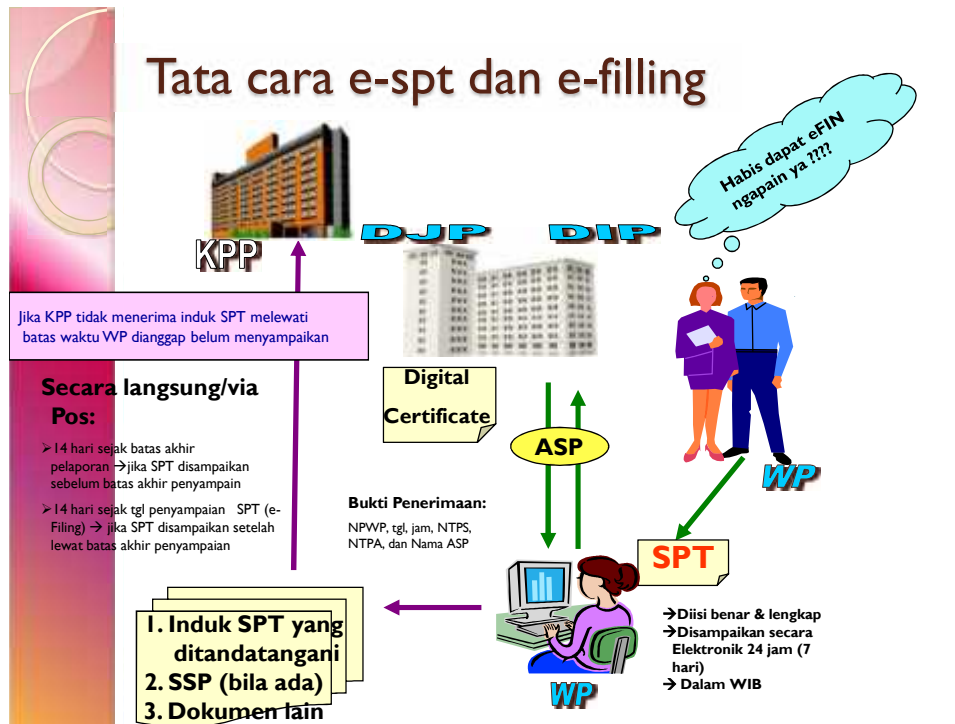 Tata cara e-spt dan e-filling
Habis dapat eFIN
ngapain ya ????
KPP
DJP
DIP
Jika KPP tidak menerima induk SPT melewati
batas waktu WP dianggap belum menyampaikan
Secara langsung/via
Pos:
➢14 hari sejak batas akhir
pelaporan →jika SPT disampaikan
sebelum batas akhir penyampain
➢14 hari sejak tgl penyampaian SPT (e-
Filing) → jika SPT disampaikan setelah
lewat batas akhir penyampaian
Digital
Certificate
ASP
WP
Bukti Penerimaan:
NPWP, tgl, jam, NTPS,
NTPA, dan Nama ASP
SPT
→Diisi benar & lengkap
→Disampaikan secara
Elektronik 24 jam (7
hari)
→ Dalam WIB
WP
1. Induk SPT yang
ditandatangani
2. SSP (bila ada)
3. Dokumen lain